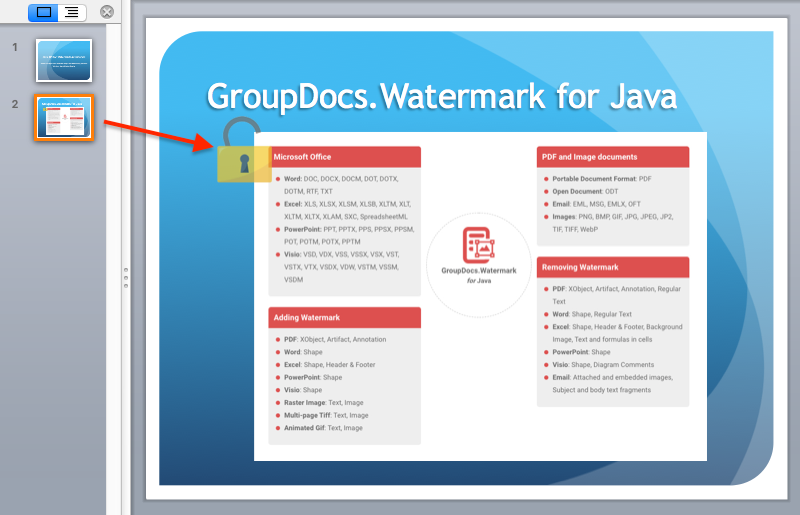 1
2
GroupDocs.Watermark for Java
Microsoft Office
Word: DOC, DOCX, DOCM, DOT, DOTX,
DOTM, RTF, TXT
Excel: XLS, XLSX, XLSM, XLSB, XLTM, XLT,
XLTM, XLTX, XLAM, SXC, SpreadsheetML
PowerPoint: PPT, PPTX, PPS, PPSX, PPSM,
POT, POTM, POTX, PPTM
Visio: VSD, VDX, VSS, VSSX, VSX, VST,
VSTX, VTX, VSDX, VDW, VSTM, VSSM,
VSDM
Adding Watermark
PDF: XObject, Artifact, Annotation
Word: Shape
Excel: Shape, Header & Footer
PowerPoint: Shape
Visio: Shape
Raster Image: Text, Image
Multi-page Tiff: Text, Image
Animated Gif: Text, Image
GroupDocs.Watermark
for Java
PDF and Image documents
Portable Document Format: PDF
Open Document: ODT
Email: EML, MSG, EMLX, OFT
Images: PNG, BMP, GIF, JPG, JPEG, JP2,
TIF, TIFF, WebP
Removing Watermark
PDF: XObject, Artifact, Annotation, Regular
Text
Word: Shape, Regular Text
Excel: Shape, Header & Footer, Background
Image, Text and formulas in cells
PowerPoint: Shape
Visio: Shape, Diagram Comments
Email: Attached and embedded images,
Subject and body text fragments